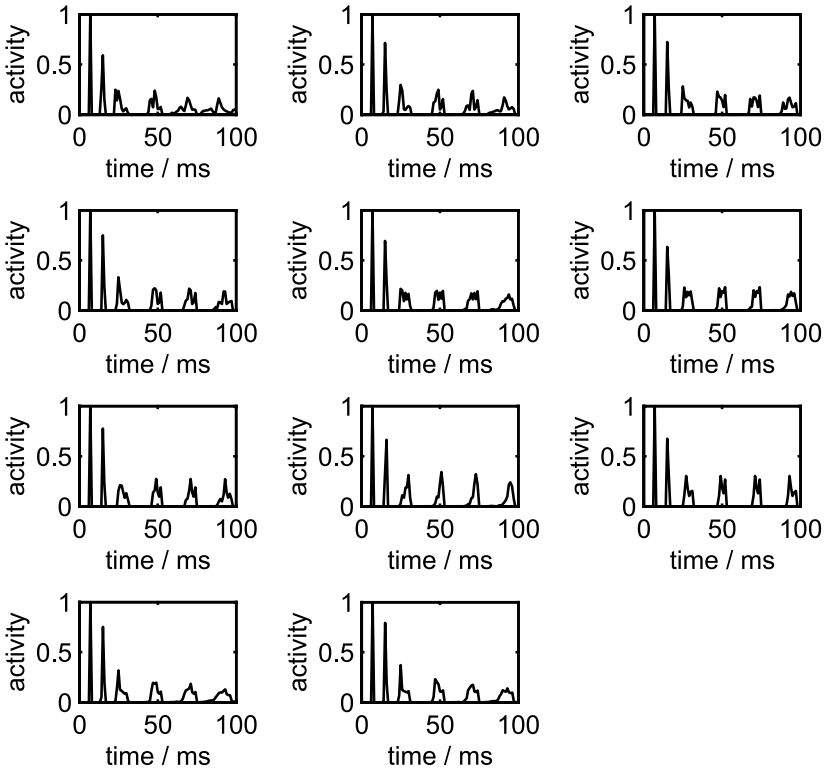 1 1 1
activity 0.5 activity 0.5 activity 0.5
0 0 0
0 50 100 0 50 100 0 50 100
time / ms time / ms time / ms
1 1 1
activity 0.5 activity 0.5 activity 0.5
0 0 0
0 50 100 0 50 100 0 50 100
time / ms time / ms time / ms
1 1 1
activity 0.5 activity 0.5 activity 0.5
0 0 0
0 50 100 0 50 100 0 50 100
time / ms time / ms time / ms
1 1
activity 0.5 activity 0.5
0 0
0 50 100 0 50 100
time / ms time / ms